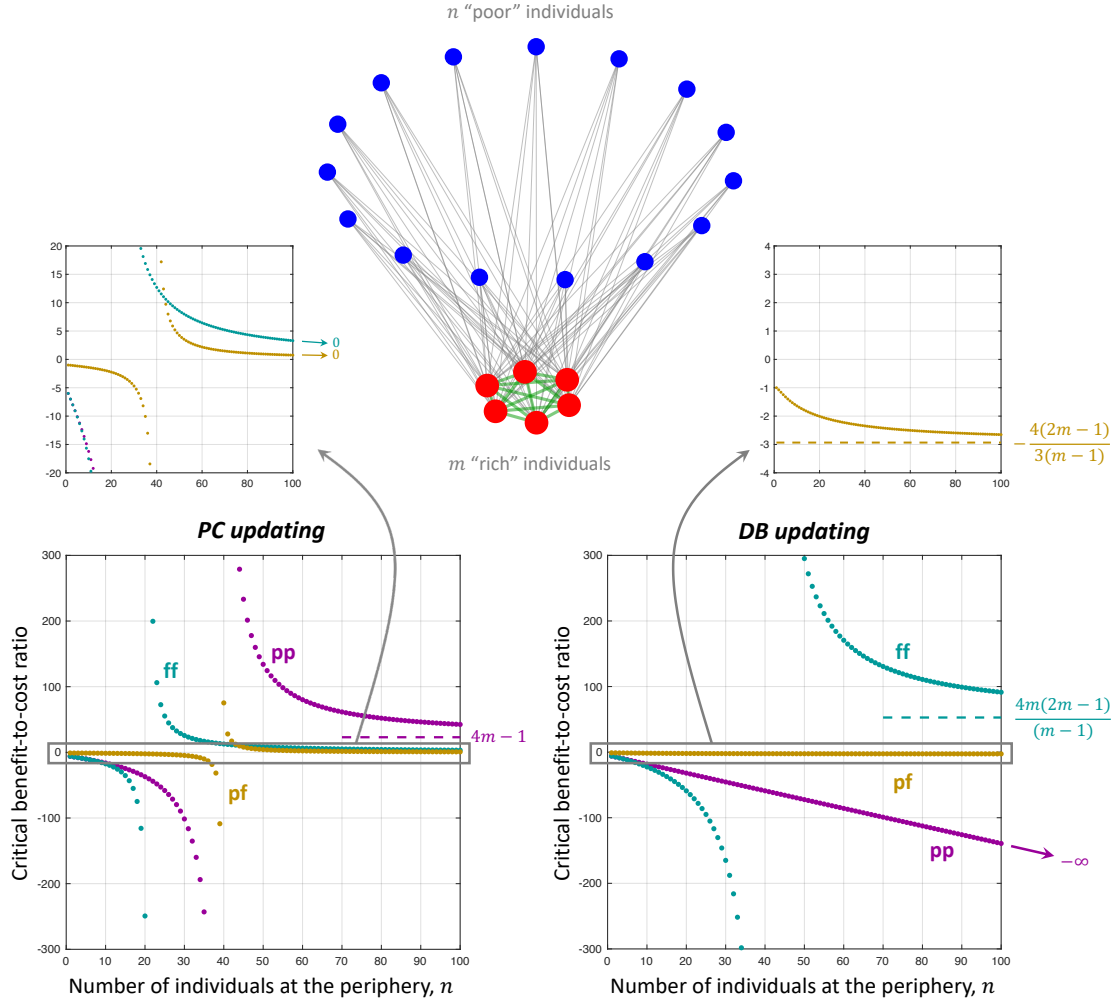 n "poor" individuals
20
15
10
5
0
-5
-10
-15
-20
0 20 40 60 80 100
0
0
m "rich" individuals
4
3
2
1
0
-1
-2
-3
-4
0 20 40 60 80 100
− 4(2m − 1)
3(m − 1)
PC updating
Critical benefit-to-cost ratio
300
200
100
0
-100
-200
-300
0 10 20 30 40 50 60 70 80 90 100
ff
pp
pf
4m − 1
Number of individuals at the periphery, n
DB updating
Critical benefit-to-cost ratio
300
200
100
0
-100
-200
-300
0 10 20 30 40 50 60 70 80 90 100
ff
pf
pp
4m(2m − 1)
(m − 1)
−∞
Number of individuals at the periphery, n